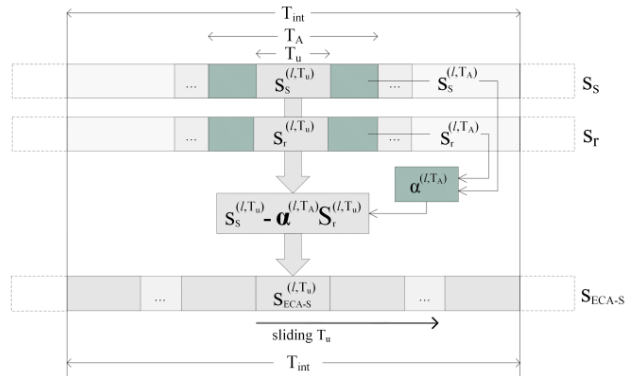 T_int
T_A
T_u
... S_S^(l,T_u) ... S_S^(l,T_A) S_S
... S_r^(l,T_u) ... S_r^(l,T_A) S_r
α^(l,T_A)
S_S^(l,T_u) - α^(l,T_A) S_r^(l,T_u)
... S_ECA-S^(l,T_u) ... S_ECA-S
sliding T_u
T_int